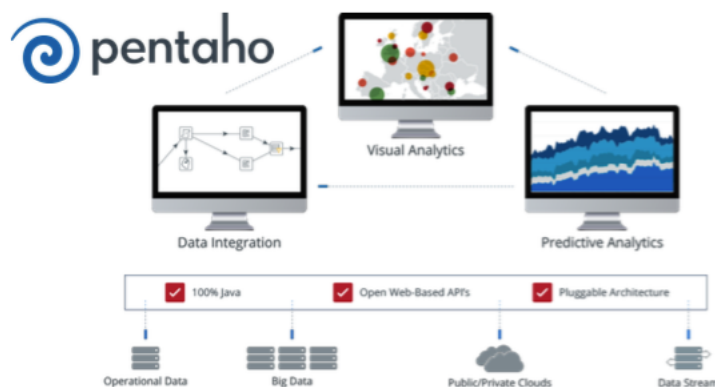 pentaho
Visual Analytics
Data Integration
Predictive Analytics
100% Java
Open Web-Based API's
Pluggable Architecture
Operational Data
Big Data
Public/Private Clouds
Data Stream